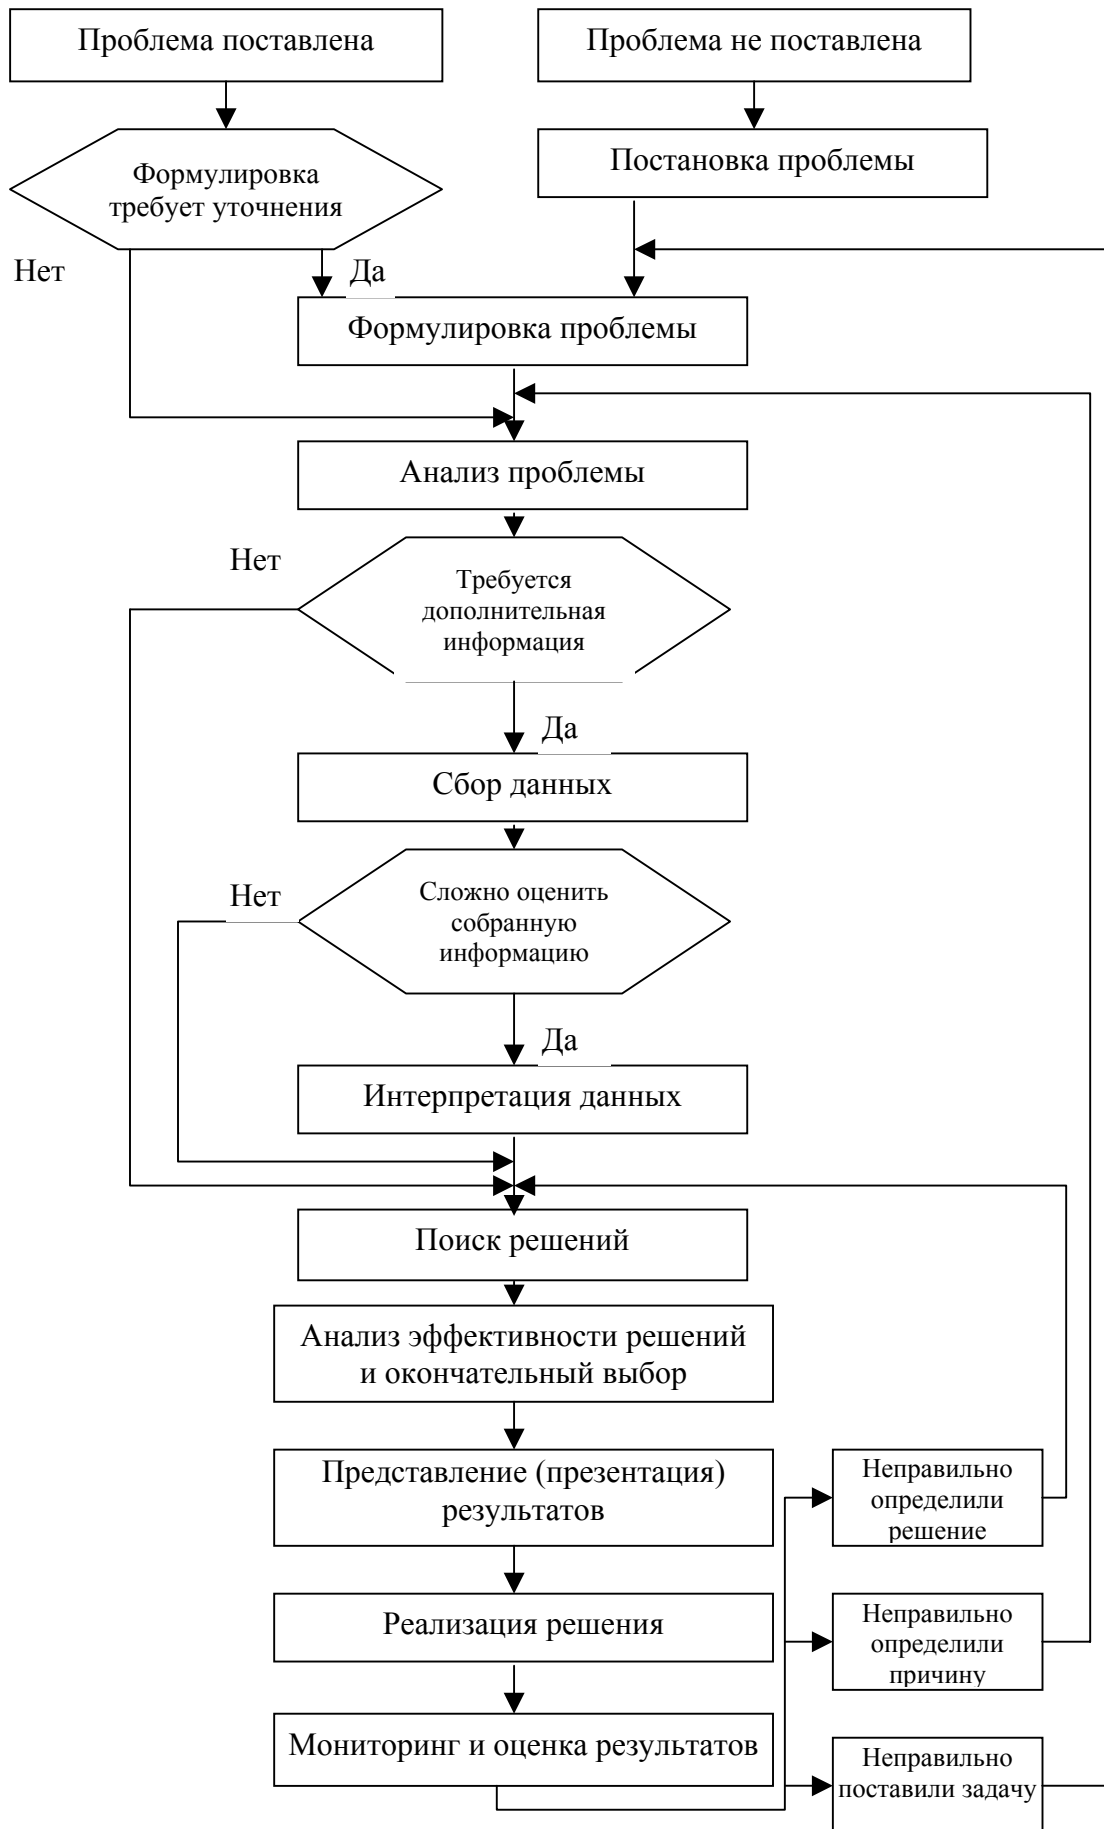 Проблема поставлена
Проблема не поставлена
Формулировка
требует уточнения
Постановка проблемы
Нет
Да
Формулировка проблемы
Анализ проблемы
Нет
Требуется
дополнительная
информация
Да
Сбор данных
Нет
Сложно оценить
собранную
информацию
Да
Интерпретация данных
Поиск решений
Анализ эффективности решений
и окончательный выбор
Представление (презентация)
результатов
Неправильно
определили
решение
Реализация решения
Неправильно
определили
причину
Мониторинг и оценка результатов
Неправильно
поставили задачу